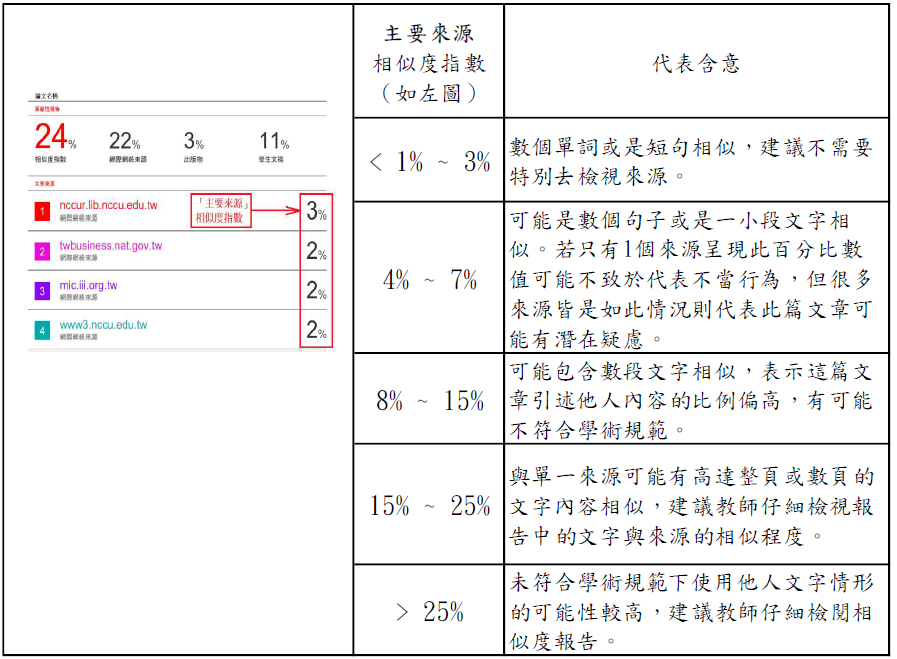 論文名稱
原創性報告
24%
相似度指數
22%
網際網絡來源
3%
出版物
11%
學生文稿
主要來源
1
nccur.lib.nccu.edu.tw
網際網絡來源
「主要來源」
相似度指數
3%
2
twbusiness.nat.gov.tw
網際網絡來源
2%
3
mic.iii.org.tw
網際網絡來源
2%
4
www3.nccu.edu.tw
網際網絡來源
2%
主要來源
相似度指數
（如左圖）
代表含意
< 1% ~ 3%
數個單詞或是短句相似，建議不需要
特別去檢視來源。
4% ~ 7%
可能是數個句子或是一小段文字相
似。若只有1個來源呈現此百分比數
值可能不致於代表不當行為，但很多
來源皆是如此情況則代表此篇文章可
能有潛在疑慮。
8% ~ 15%
可能包含數段文字相似，表示這篇文
章引述他人內容的比例偏高，有可能
不符合學術規範。
15% ~ 25%
與單一來源可能有高達整頁或數頁的
文字內容相似，建議教師仔細檢視報
告中的文字與來源的相似程度。
> 25%
未符合學術規範下使用他人文字情形
的可能性較高，建議教師仔細檢閱相
似度報告。